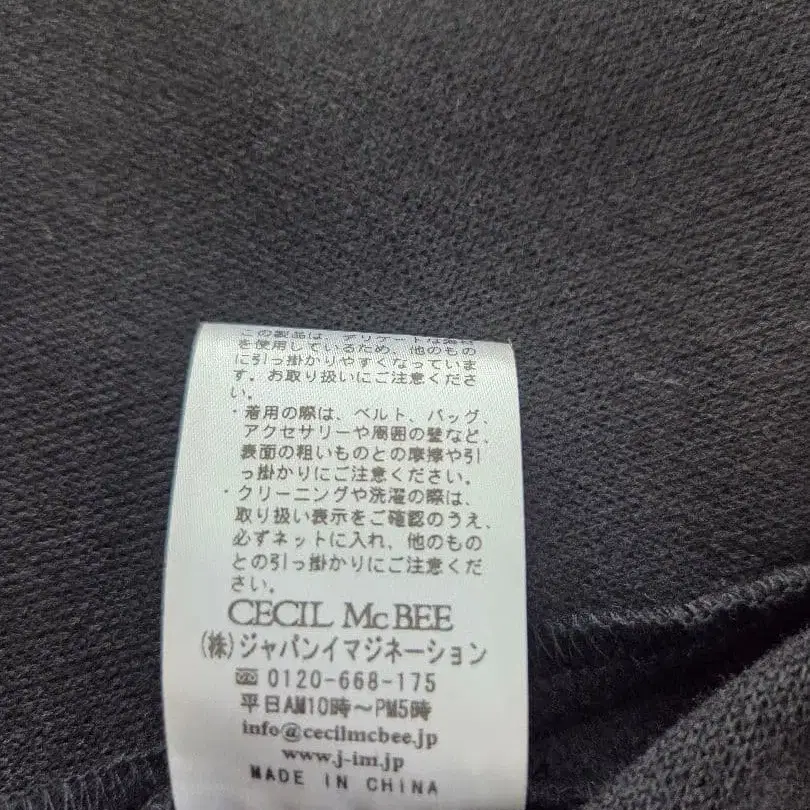 この製品は、デリケートな素材
を使用しているため、他のもの
に引っ掛かりやすくなっていま
す。お取り扱いにご注意くださ
い。
・着用の際は、ベルト、バッグ、
アクセサリーや周囲の壁など、
表面の粗いものとの摩擦や引
っ掛かりにご注意ください。
・クリーニングや洗濯の際は、
取り扱い表示をご確認のうえ、
必ずネットに入れ、他のもの
との引っ掛かりにご注意くだ
さい。
CECIL McBEE
(株)ジャパンイマジネーション
☎ 0120-668-175
平日AM10時～PM5時
info@cecilmcbee.jp
www.j-im.jp
MADE IN CHINA